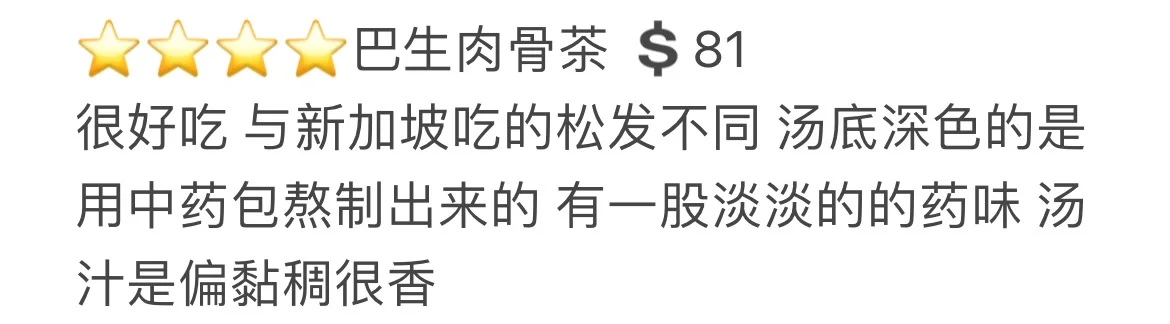 ⭐⭐⭐⭐巴生肉骨茶 💲81
很好吃 与新加坡吃的松发不同 汤底深色的是
用中药包熬制出来的 有一股淡淡的的药味 汤
汁是偏黏稠很香